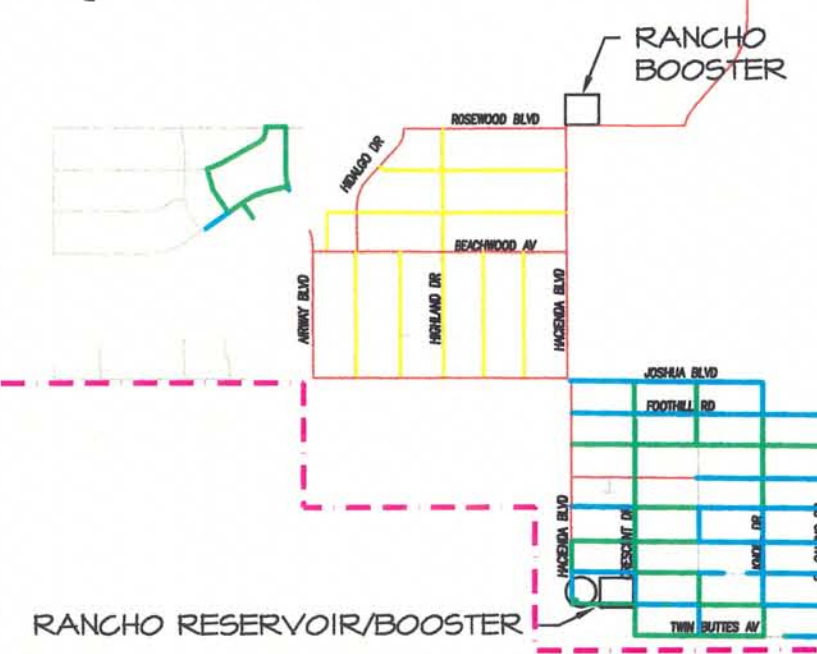 RANCHO
BOOSTER
ROSEWOOD BLVD
HIDALGO DR
BEACHWOOD AV
AIRWAY BLVD
HIGHLAND DR
HACIENDA BLVD
JOSHUA BLVD
FOOTHILL RD
HACIENDA BLVD
CRESCENT DR
DR
RANCHO RESERVOIR/BOOSTER
TWIN BUTTES AV